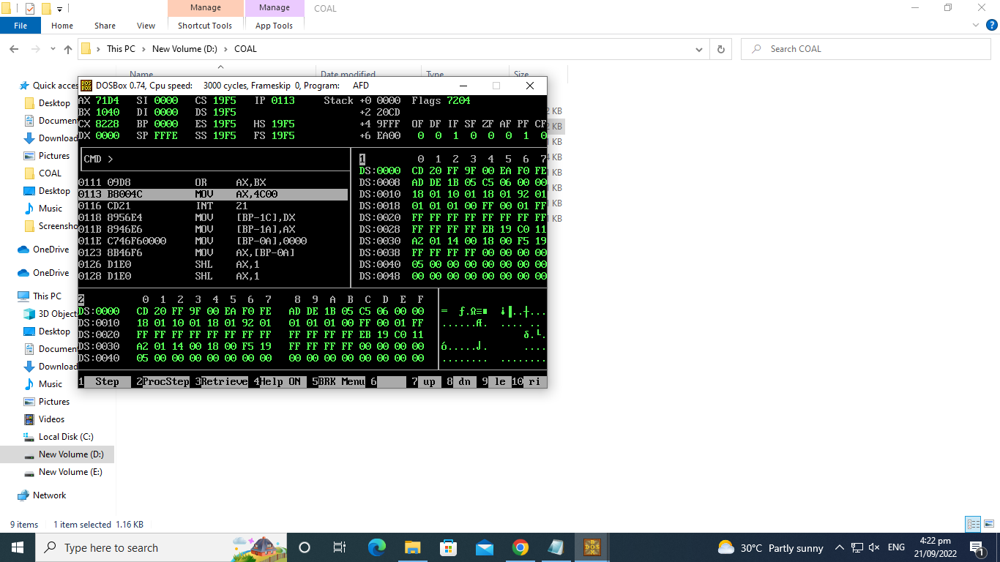 Manage Manage COAL
File Home Share View Shortcut Tools App Tools
This PC New Volume (D:) COAL Search COAL
Name Date modified Type Size
Quick acces
Desktop
Documen
Download
Pictures
COAL
Desktop
Music
Screensho
OneDrive
OneDrive
This PC
3D Object
Desktop
Documen
Download
Music
Pictures
Videos
Local Disk (C:)
New Volume (D:)
New Volume (E:)
Network
KB
KB
KB
KB
KB
KB
KB
KB
DOSBox 0.74, Cpu speed: 3000 cycles, Frameskip 0, Program: AFD
AX 71D4 SI 0000 CS 19F5 IP 0113 Stack +0 0000 Flags 7204
BX 1040 DI 0000 DS 19F5 +2 20CD
CX 8228 BP 0000 ES 19F5 HS 19F5 +4 9FFF OF DF IF SF ZF AF PF CF
DX 0000 SP FFFE SS 19F5 FS 19F5 +6 EA00 0 0 1 0 0 0 1 0
CMD >
0111 09D8 OR AX,BX
0113 B8004C MOV AX,4C00
0116 CD21 INT 21
0118 8956E4 MOV [BP-1C],DX
011B 8946E6 MOV [BP-1A],AX
011E C746F60000 MOV [BP-0A],0000
0123 8B46F6 MOV AX,[BP-0A]
0126 D1E0 SHL AX,1
0128 D1E0 SHL AX,1
1 0 1 2 3 4 5 6 7
DS:0000 CD 20 FF 9F 00 EA F0 FE
DS:0008 AD DE 1B 05 C5 06 00 00
DS:0010 18 01 10 01 18 01 92 01
DS:0018 01 01 01 00 FF 00 01 FF
DS:0020 FF FF FF FF FF FF FF FF
DS:0028 FF FF FF FF EB 19 C0 11
DS:0030 A2 01 14 00 18 00 F5 19
DS:0038 FF FF FF FF 00 00 00 00
DS:0040 05 00 00 00 00 00 00 00
DS:0048 00 00 00 00 00 00 00 00
2 0 1 2 3 4 5 6 7 8 9 A B C D E F
DS:0000 CD 20 FF 9F 00 EA F0 FE AD DE 1B 05 C5 06 00 00 = ƒ.Ω≡■ ¡▐..┼...
DS:0010 18 01 10 01 18 01 92 01 01 01 01 00 FF 00 01 FF ......Æ. .... .
DS:0020 FF FF FF FF FF FF FF FF FF FF FF FF EB 19 C0 11 δ.└.
DS:0030 A2 01 14 00 18 00 F5 19 FF FF FF FF 00 00 00 00 ó.....⌡. ....
DS:0040 05 00 00 00 00 00 00 00 00 00 00 00 00 00 00 00 ........ ........
1 Step 2 ProcStep 3 Retrieve 4 Help ON 5 BRK Menu 6 7 up 8 dn 9 le 10 ri
9 items 1 item selected 1.16 KB
Type here to search 30°C Partly sunny ENG 4:22 pm
21/09/2022 1